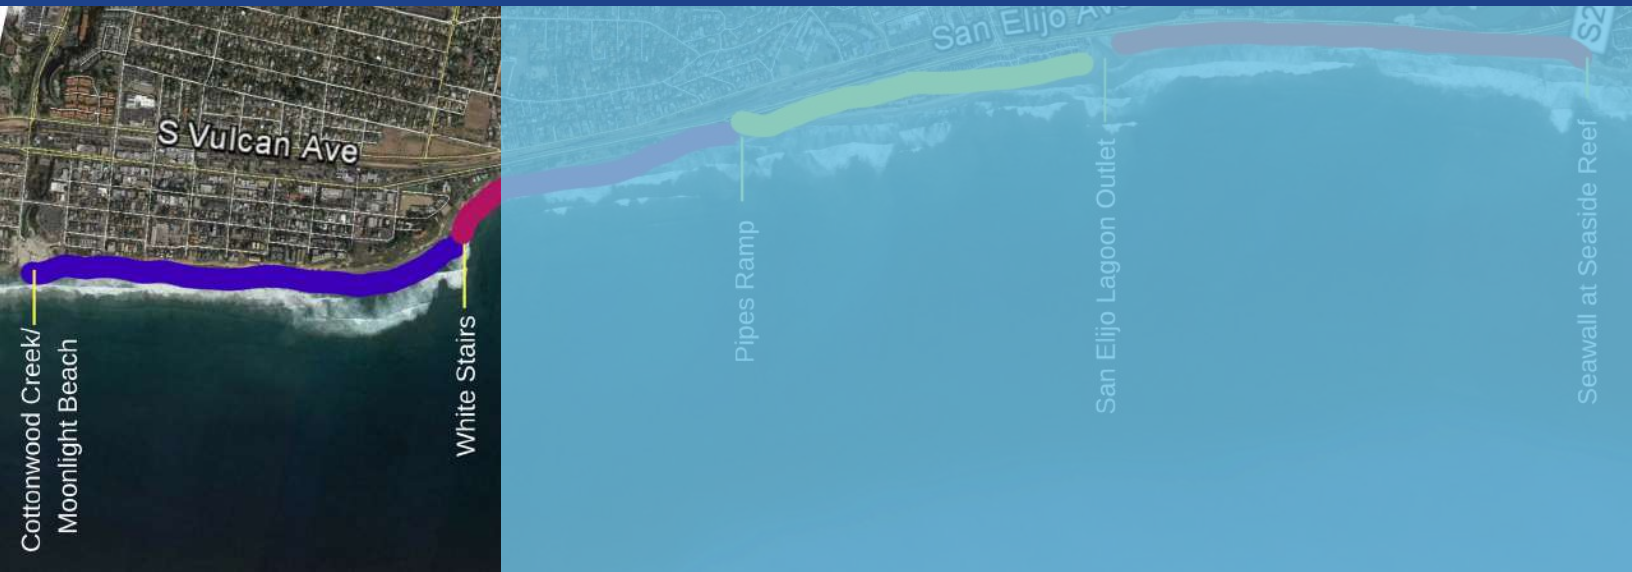 S Vulcan Ave
San Elijo Ave
S2
Cottonwood Creek/
Moonlight Beach
White Stairs
Pipes Ramp
San Elijo Lagoon Outlet
Seawall at Seaside Reef